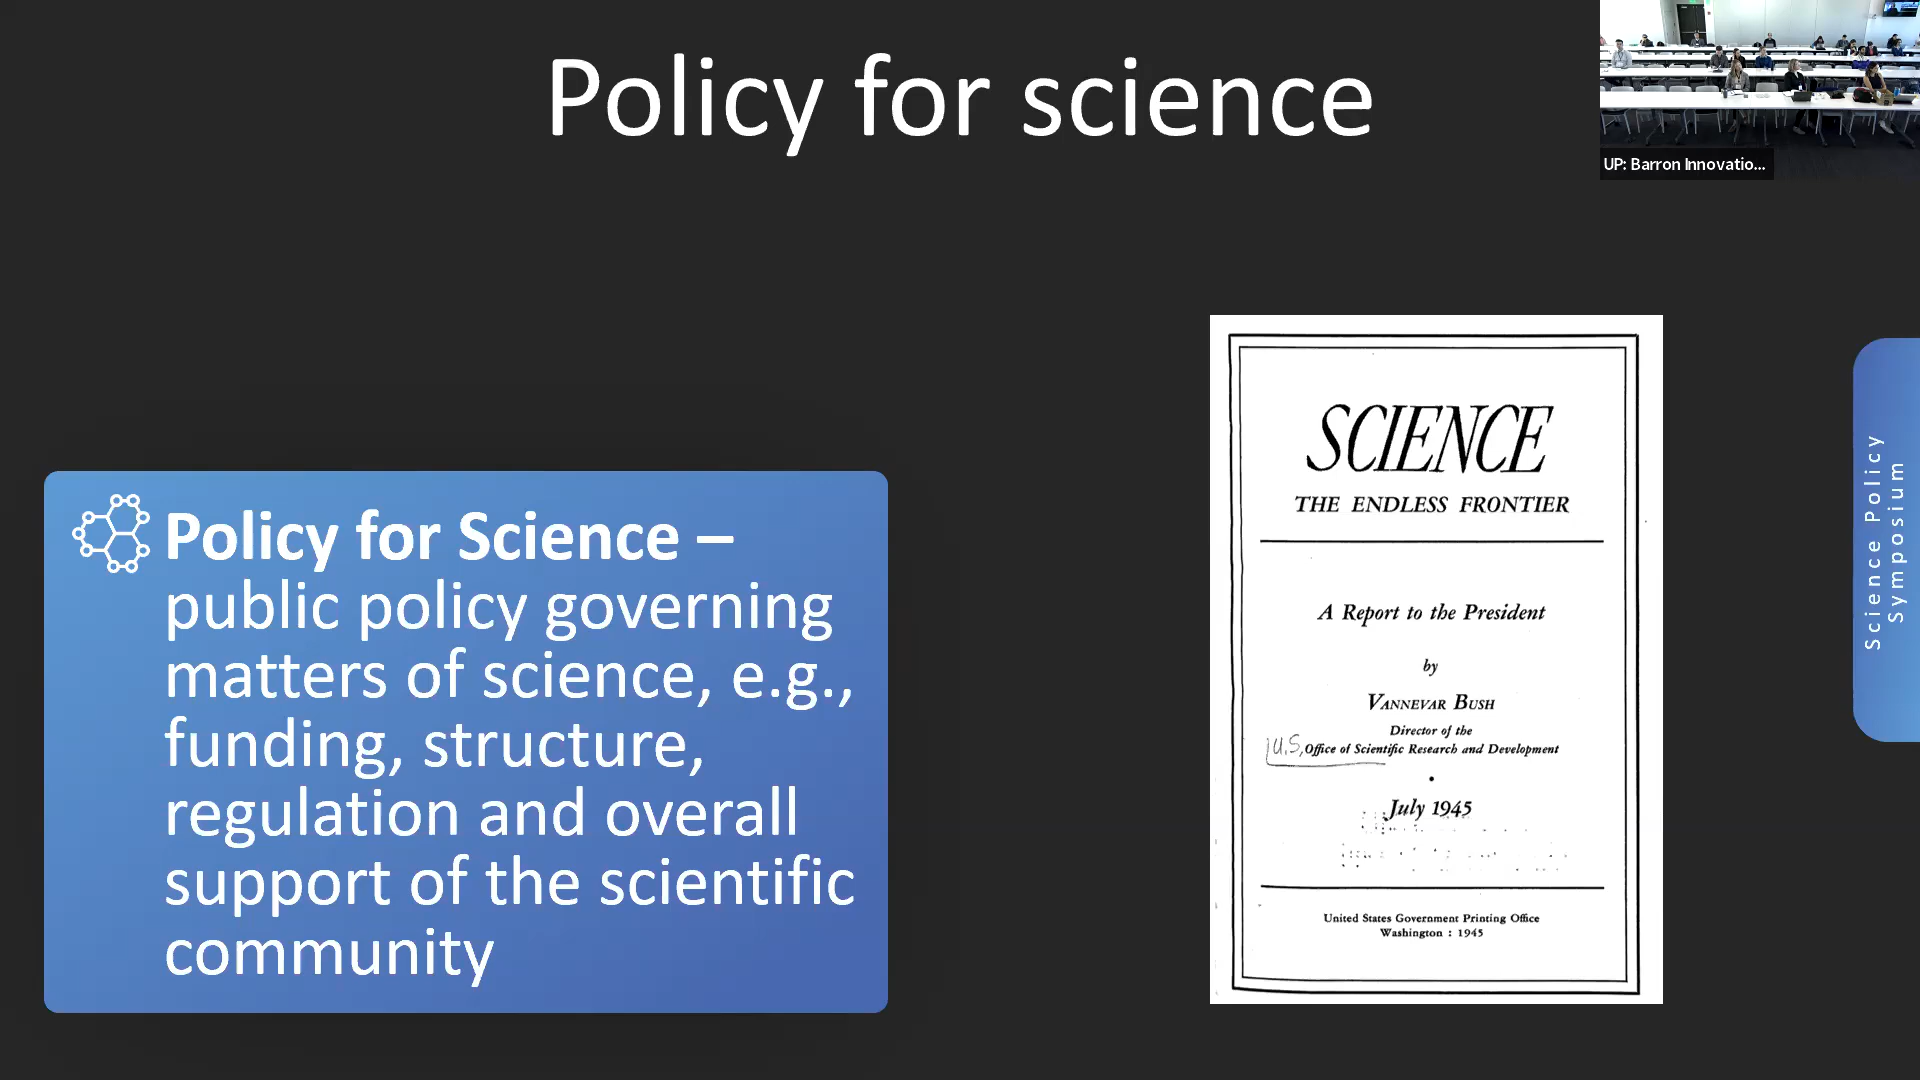 Policy for science
UP: Barron Innovatio...
Policy for Science –
public policy governing
matters of science, e.g.,
funding, structure,
regulation and overall
support of the scientific
community
SCIENCE
THE ENDLESS FRONTIER
A Report to the President
by
VANNEVAR BUSH
Director of the
U.S. Office of Scientific Research and Development
July 1945
United States Government Printing Office
Washington : 1945
Science Policy
Symposium